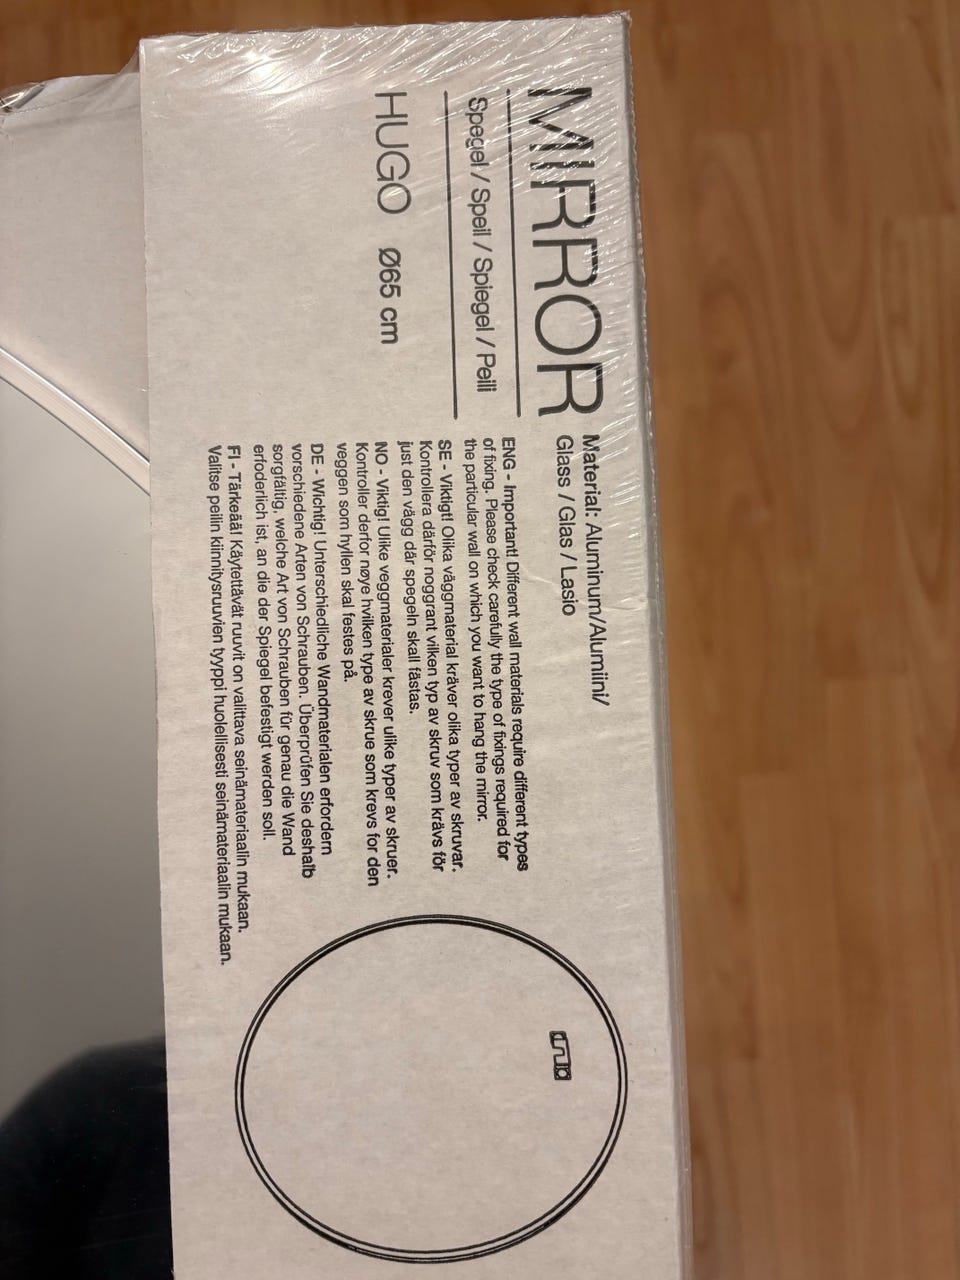 MIRROR
Spegel / Speil / Spiegel / Peili
HUGO Ø65 cm
Material: Aluminum/Alumiini/
Glass / Glas / Lasio
ENG - Important! Different wall materials require different types
of fixing. Please check carefully the type of fixings required for
the particular wall on which you want to hang the mirror.
SE - Viktigt! Olika väggmaterial kräver olika typer av skruvar.
Kontrollera därför noggrant vilken typ av skruv som krävs för
just den vägg där spegeln skall fästas.
NO - Viktig! Ulike veggmaterialer krever ulike typer av skruer.
Kontroller derfor nøye hvilken type av skrue som krevs for den
veggen som hyllen skal festes på.
DE - Wichtig! Unterschiedliche Wandmaterialen erfordern
vorschiedene Arten von Schrauben. Überprüfen Sie deshalb
sorgfältig, welche Art von Schrauben für genau die Wand
erforderlich ist, an die der Spiegel befestigt werden soll.
FI - Tärkeää! Käytettävät ruuvit on valittava seinämateriaalin mukaan.
Valitse peilin kiinnitysruuvien tyyppi huolellisesti seinämateriaalin mukaan.